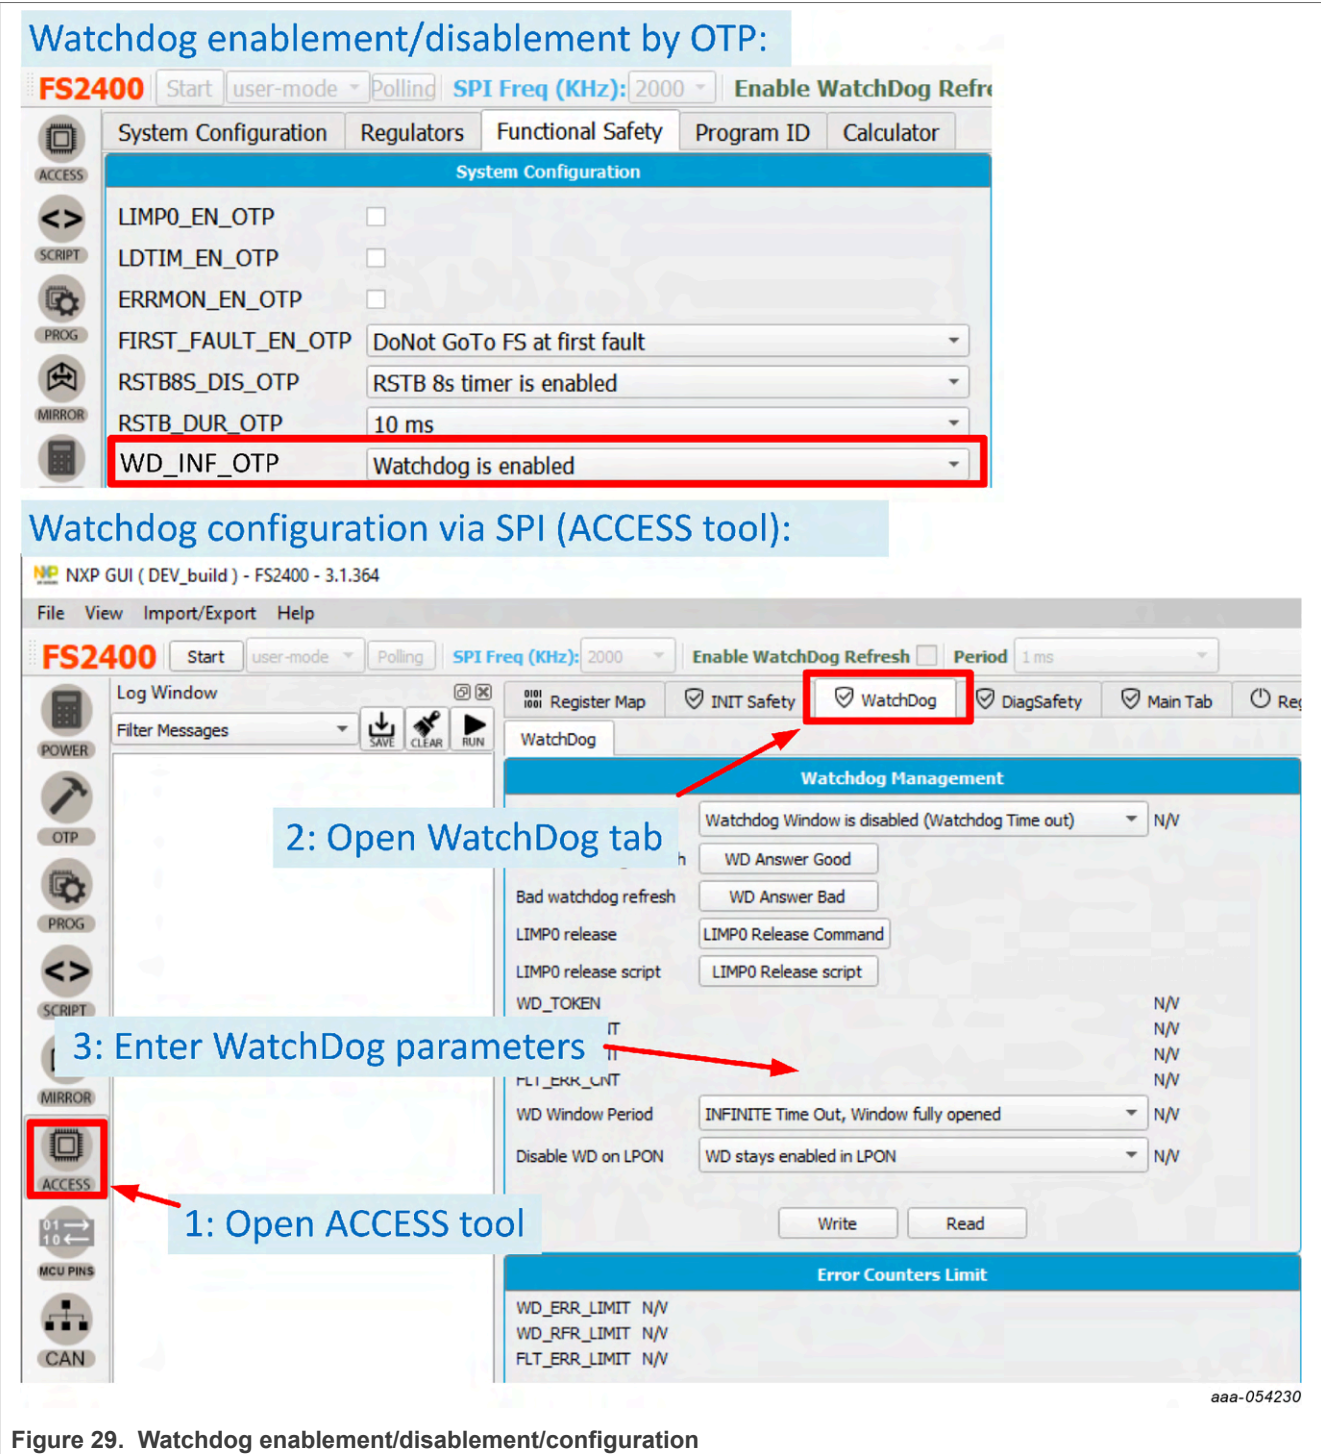 Watchdog enablement/disablement by OTP:
FS2400 Start user-mode Polling SPI Freq (KHz): 2000 Enable WatchDog Refre
System Configuration Regulators Functional Safety Program ID Calculator
ACCESS
System Configuration
LIMP0_EN_OTP
SCRIPT
LDTIM_EN_OTP
ERRMON_EN_OTP
PROG
FIRST_FAULT_EN_OTP DoNot GoTo FS at first fault
RSTB8S_DIS_OTP RSTB 8s timer is enabled
MIRROR
RSTB_DUR_OTP 10 ms
WD_INF_OTP Watchdog is enabled
Watchdog configuration via SPI (ACCESS tool):
NXP GUI ( DEV_build ) - FS2400 - 3.1.364
File View Import/Export Help
FS2400 Start user-mode Polling SPI Freq (KHz): 2000 Enable WatchDog Refresh Period 1 ms
Log Window
0101 1001 Register Map INIT Safety WatchDog DiagSafety Main Tab Reg
Filter Messages SAVE CLEAR RUN
POWER
WatchDog
Watchdog Management
Watchdog Window is disabled (Watchdog Time out) N/V
2: Open WatchDog tab
OTP
h WD Answer Good
Bad watchdog refresh WD Answer Bad
PROG
LIMP0 release LIMP0 Release Command
LIMP0 release script LIMP0 Release script
SCRIPT
WD_TOKEN N/V
N/V
3: Enter WatchDog parameters
N/V
FLT_ERR_CNT N/V
MIRROR
WD Window Period INFINITE Time Out, Window fully opened N/V
Disable WD on LPON WD stays enabled in LPON N/V
ACCESS
1: Open ACCESS tool
Write Read
01 10
MCU PINS
Error Counters Limit
WD_ERR_LIMIT N/V
WD_RFR_LIMIT N/V
FLT_ERR_LIMIT N/V
CAN
aaa-054230
Figure 29. Watchdog enablement/disablement/configuration